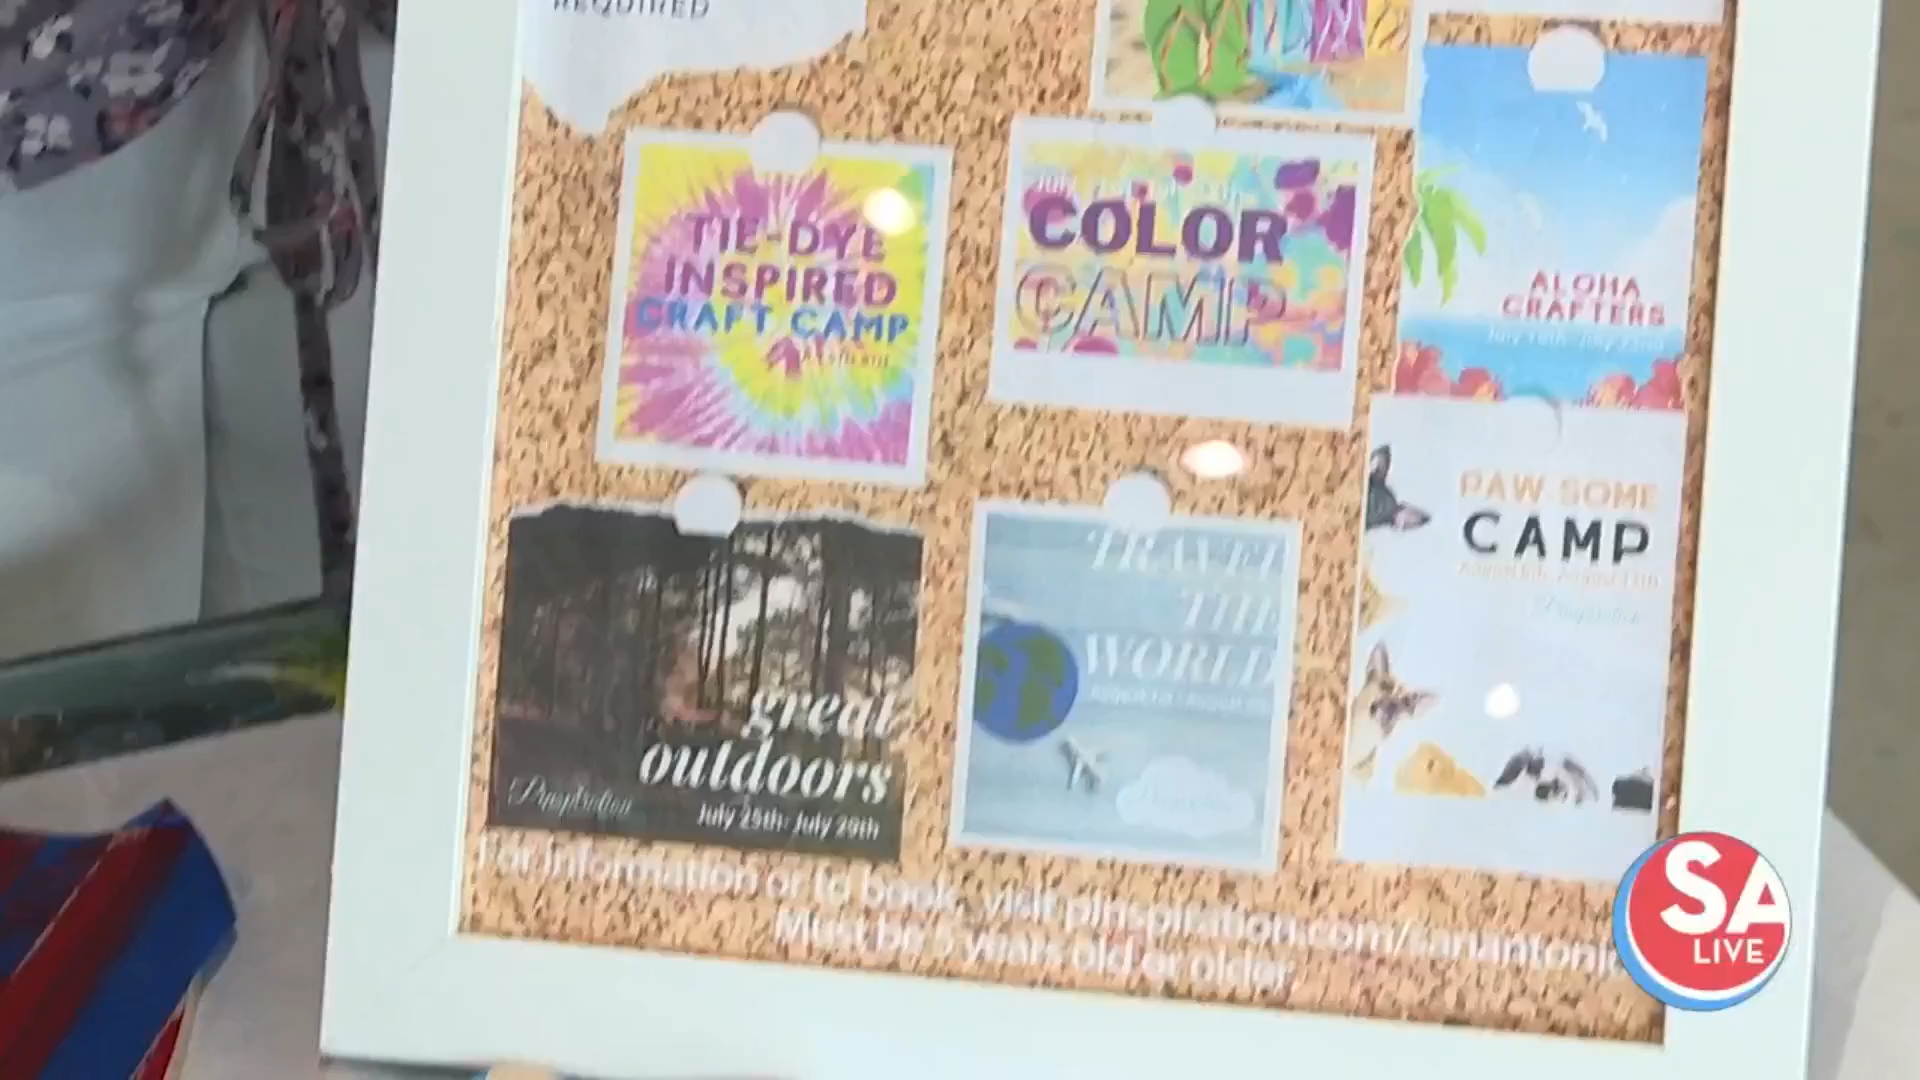 REQUIRED
TIE-DYE
INSPIRED
CRAFT CAMP
COLOR
CAMP
ALOHA
CRAFTERS
great
outdoors
Pinspiration
July 25th- July 29th
TRAVEL
THE
WORLD
PAW SOME
CAMP
For information or to book, visit pinspiration.com/sanantonio
Must be 5 years old or older
SA
LIVE